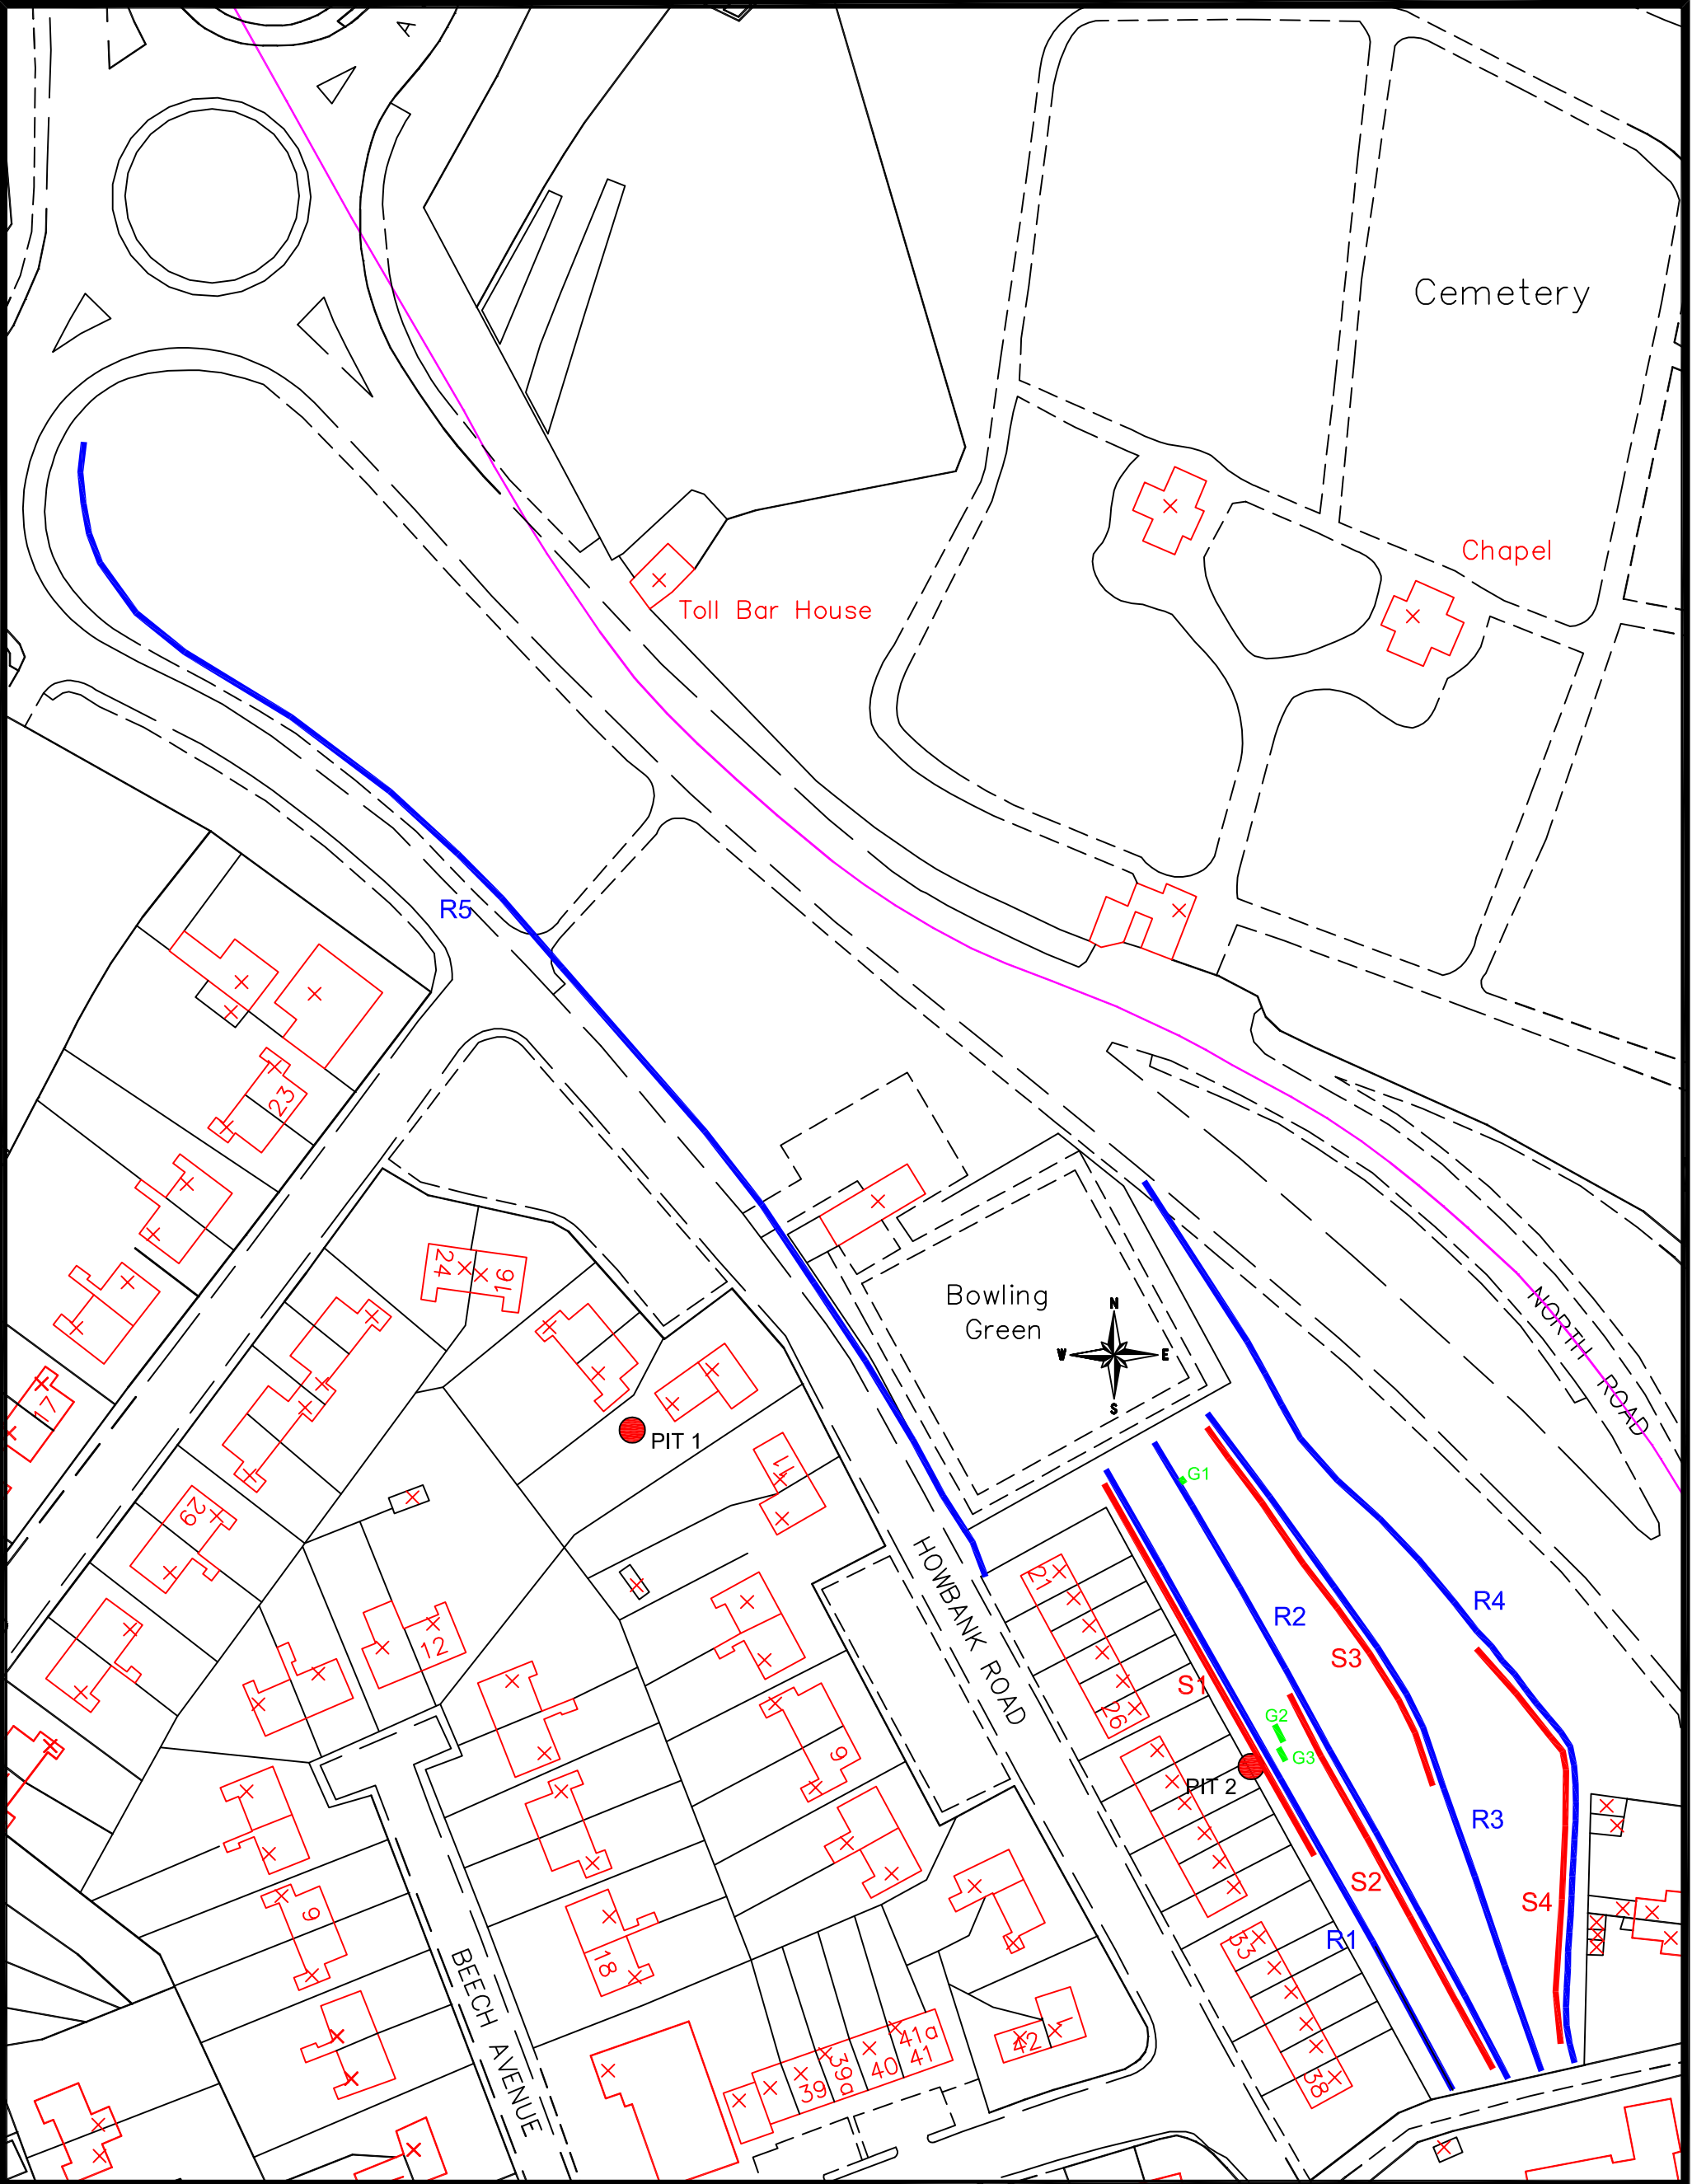 A
Cemetery
Chapel
Toll Bar House
R5
23
24
16
Bowling
Green
N
W
E
S
NORTH ROAD
17
PIT 1
11
G1
29
HOWBANK ROAD
21
R4
R2
S3
12
S1
26
G2
G3
PIT 2
9
R3
S2
S4
9
R1
33
18
BEECH AVENUE
41a
41
40
39a
39
42
38